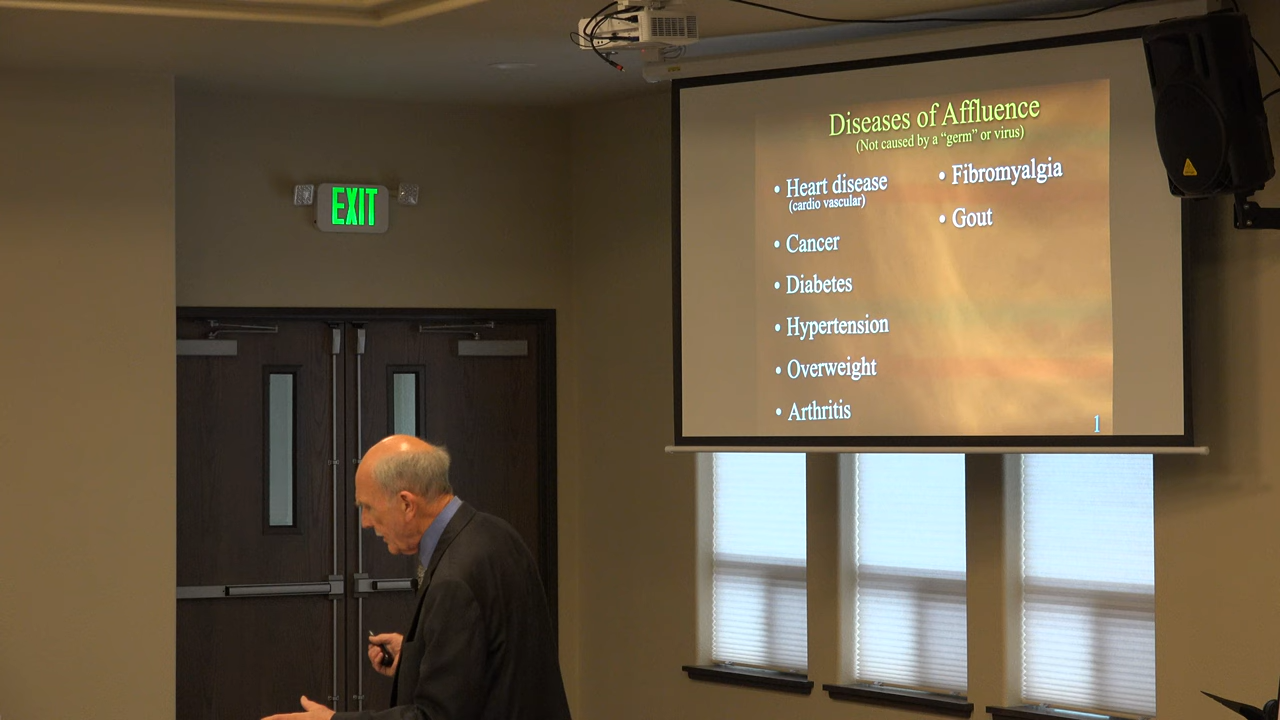 EXIT
Diseases of Affluence
(Not caused by a “germ” or virus)
• Heart disease
(cardio vascular)
• Cancer
• Diabetes
• Hypertension
• Overweight
• Arthritis
• Fibromyalgia
• Gout
1